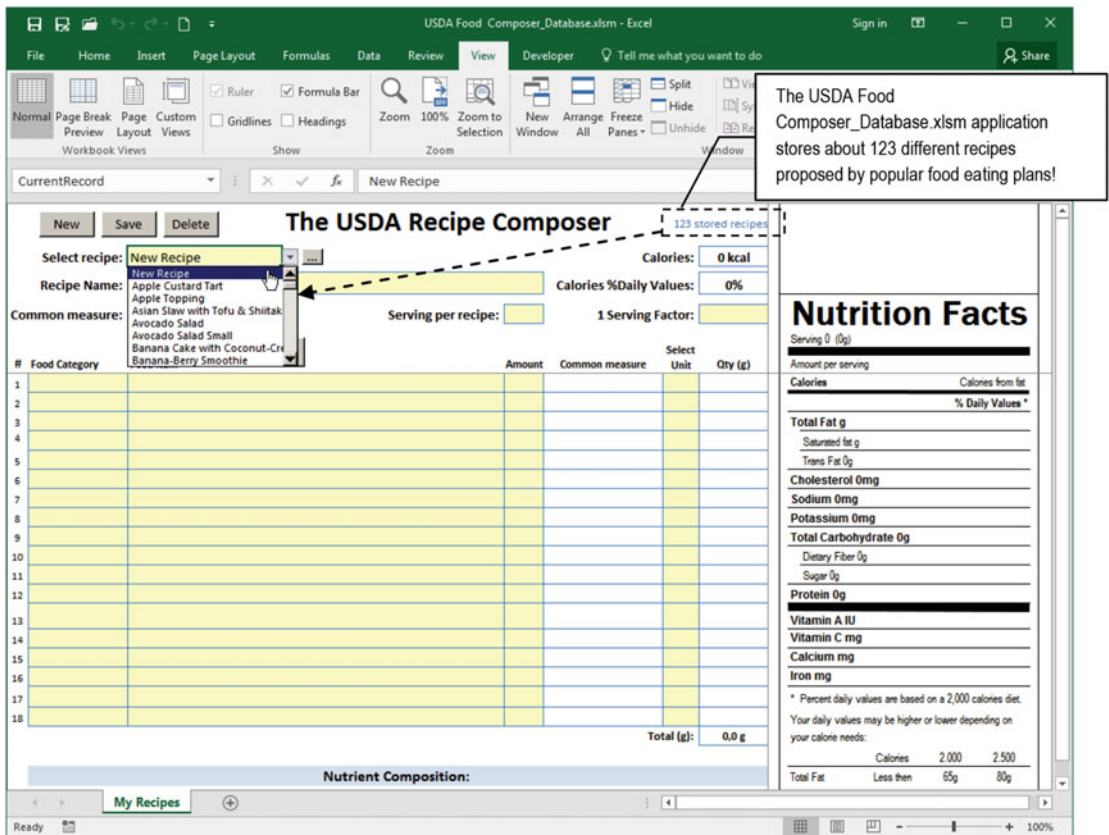 USDA Food Composer_Database.xlsm - Excel
Sign in
File Home Insert Page Layout Formulas Data Review View Developer Tell me what you want to do Share
Normal Page Break Preview Page Layout Custom Views
Workbook Views
Ruler Formula Bar
Gridlines Headings
Show
Zoom 100% Zoom to Selection
Zoom
New Window Arrange All Freeze Panes
Split
Hide
Unhide
The USDA Food
Composer_Database.xlsm application
stores about 123 different recipes
proposed by popular food eating plans!
CurrentRecord fx New Recipe
New Save Delete The USDA Recipe Composer 123 stored recipes
Select recipe: New Recipe ... Calories: 0 kcal
Recipe Name: Calories %Daily Values: 0%
Common measure: Serving per recipe: 1 Serving Factor:
New Recipe
Apple Custard Tart
Apple Topping
Asian Slaw with Tofu & Shiitak
Avocado Salad
Avocado Salad Small
Banana Cake with Coconut-Cre
Banana-Berry Smoothie
# Food Category Amount Common measure Select Unit Qty (g)
1
2
3
4
5
6
7
8
9
10
11
12
13
14
15
16
17
18
Total (g): 0,0 g
Nutrient Composition:
Nutrition Facts
Serving 0 (0g)
Amount per serving
Calories Calories from fat
% Daily Values *
Total Fat g
Saturated fat g
Trans Fat 0g
Cholesterol 0mg
Sodium 0mg
Potassium 0mg
Total Carbohydrate 0g
Dietary Fiber 0g
Sugar 0g
Protein 0g
Vitamin A IU
Vitamin C mg
Calcium mg
Iron mg
* Percent daily values are based on a 2,000 calories diet.
Your daily values may be higher or lower depending on
your calorie needs:
Calories 2.000 2.500
Total Fat Less then 65g 80g
My Recipes
Ready 100%